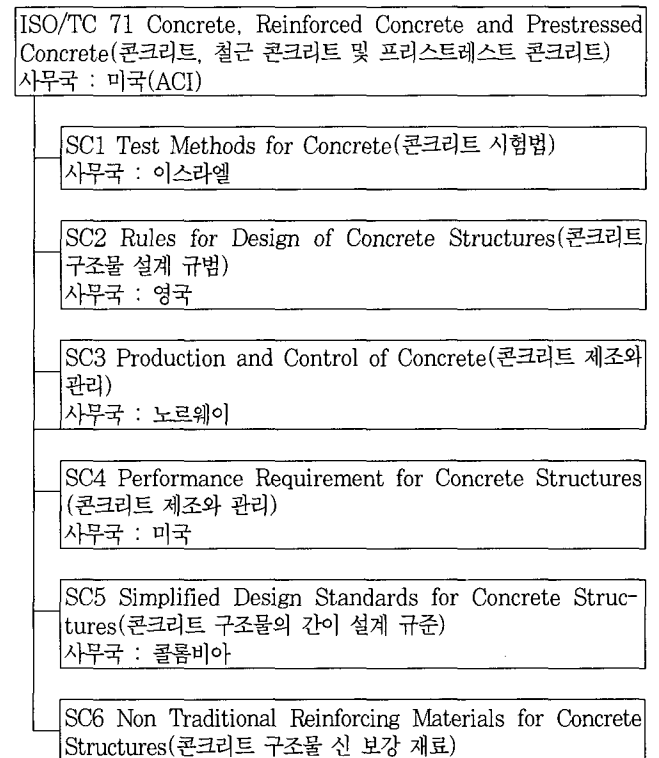 ISO/TC 71 Concrete, Reinforced Concrete and Prestressed
Concrete(콘크리트, 철근 콘크리트 및 프리스트레스트 콘크리트)
사무국 : 미국(ACI)
SC1 Test Methods for Concrete(콘크리트 시험법)
사무국 : 이스라엘
SC2 Rules for Design of Concrete Structures(콘크리트
구조물 설계 규범)
사무국 : 영국
SC3 Production and Control of Concrete(콘크리트 제조와
관리)
사무국 : 노르웨이
SC4 Performance Requirement for Concrete Structures
(콘크리트 제조와 관리)
사무국 : 미국
SC5 Simplified Design Standards for Concrete Struc-
tures(콘크리트 구조물의 간이 설계 규준)
사무국 : 콜롬비아
SC6 Non Traditional Reinforcing Materials for Concrete
Structures(콘크리트 구조물 신 보강 재료)